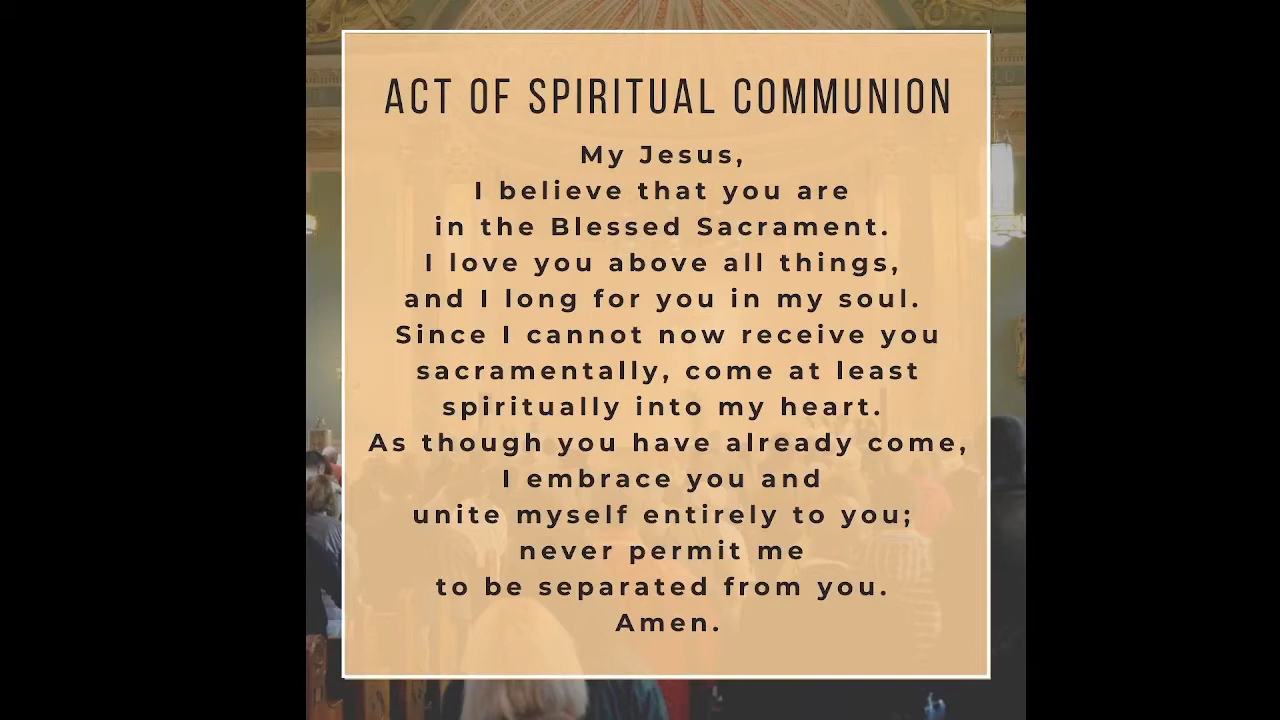 ACT OF SPIRITUAL COMMUNION
My Jesus,
I believe that you are
in the Blessed Sacrament.
I love you above all things,
and I long for you in my soul.
Since I cannot now receive you
sacramentally, come at least
spiritually into my heart.
As though you have already come,
I embrace you and
unite myself entirely to you;
never permit me
to be separated from you.
Amen.